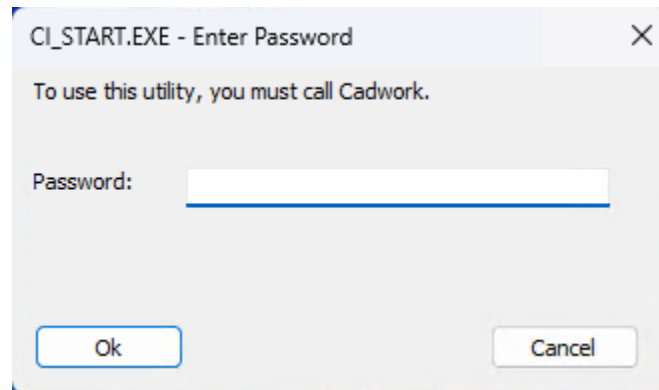 CI_START.EXE - Enter Password
To use this utility, you must call Cadwork.
Password:
Ok
Cancel